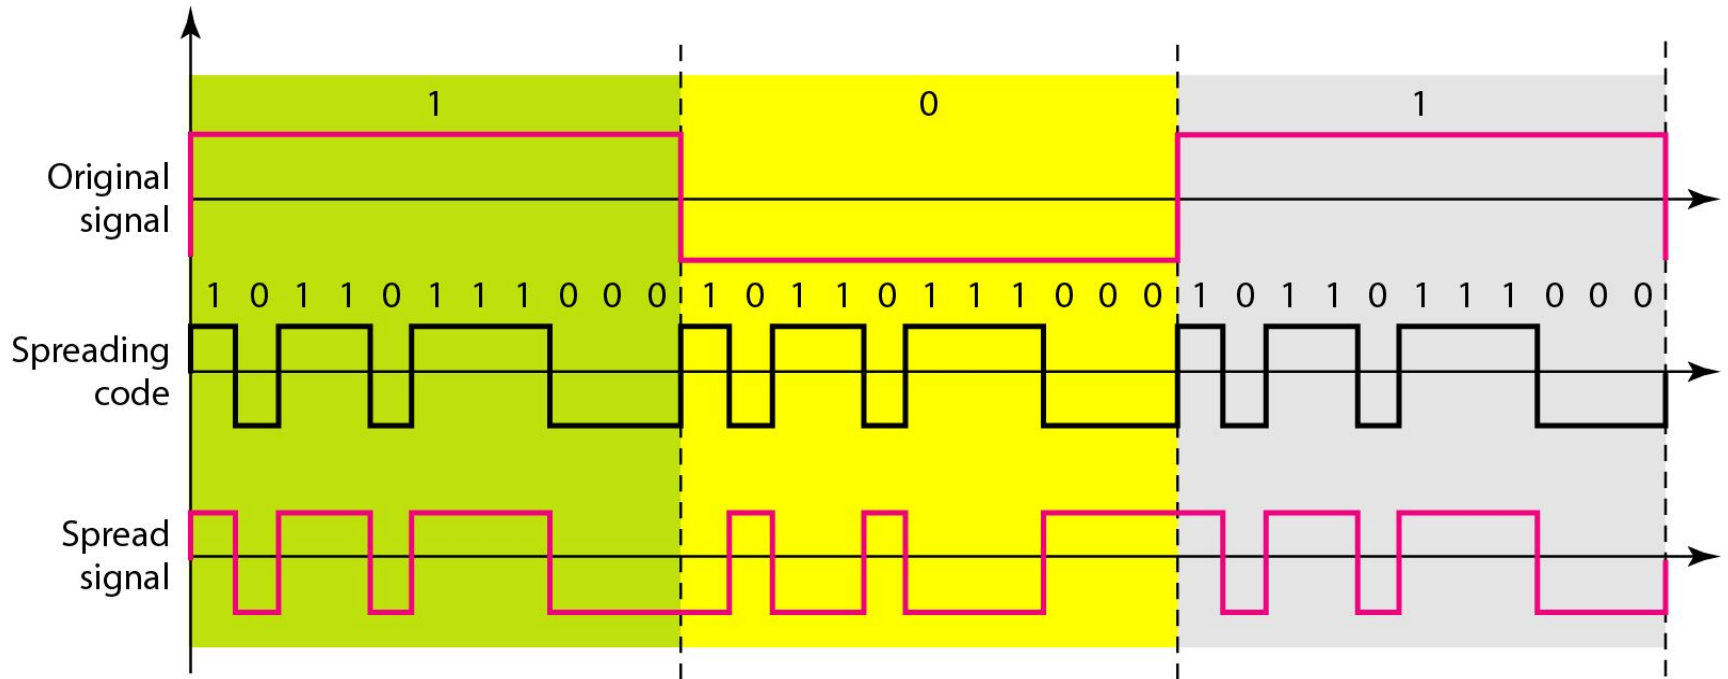 1 0 1
Original
signal
1 0 1 1 0 1 1 1 0 0 0 1 0 1 1 0 1 1 1 0 0 0 1 0 1 1 0 1 1 1 0 0 0
Spreading
code
Spread
signal